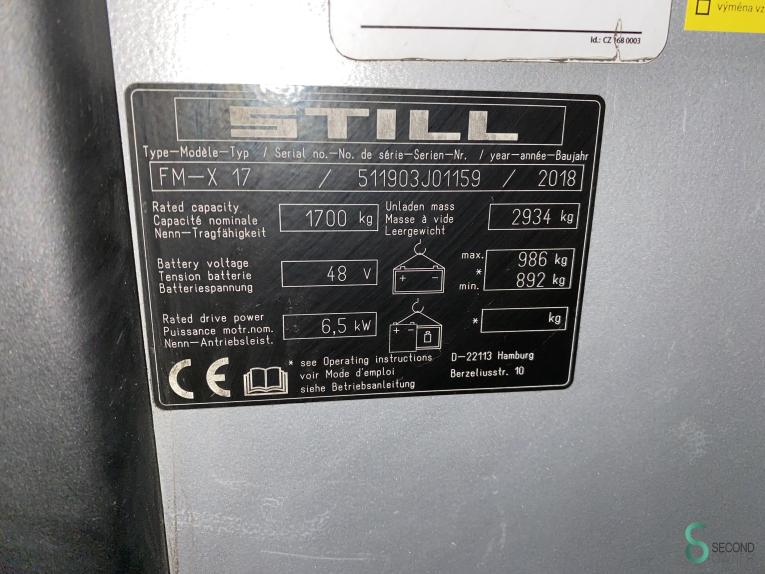 výměna vz
Id.: CZ 168 0003
STILL
Type–Modèle–Typ / Serial no.–No. de série–Serien–Nr. / year–année–Baujahr
FM–X 17 / 511903J01159 / 2018
Rated capacity
Capacité nominale
Nenn–Tragfähigkeit
1700 kg
Unladen mass
Masse à vide
Leergewicht
2934 kg
Battery voltage
Tension batterie
Batteriespannung
48 V
+ –
max. 986 kg
*
min. 892 kg
Rated drive power
Puissance motr.nom.
Nenn–Antriebsleist.
6,5 kW
+ –
* kg
CE
* see Operating instructions
voir Mode d'emploi
siehe Betriebsanleitung
D–22113 Hamburg
Berzeliusstr. 10
SECOND